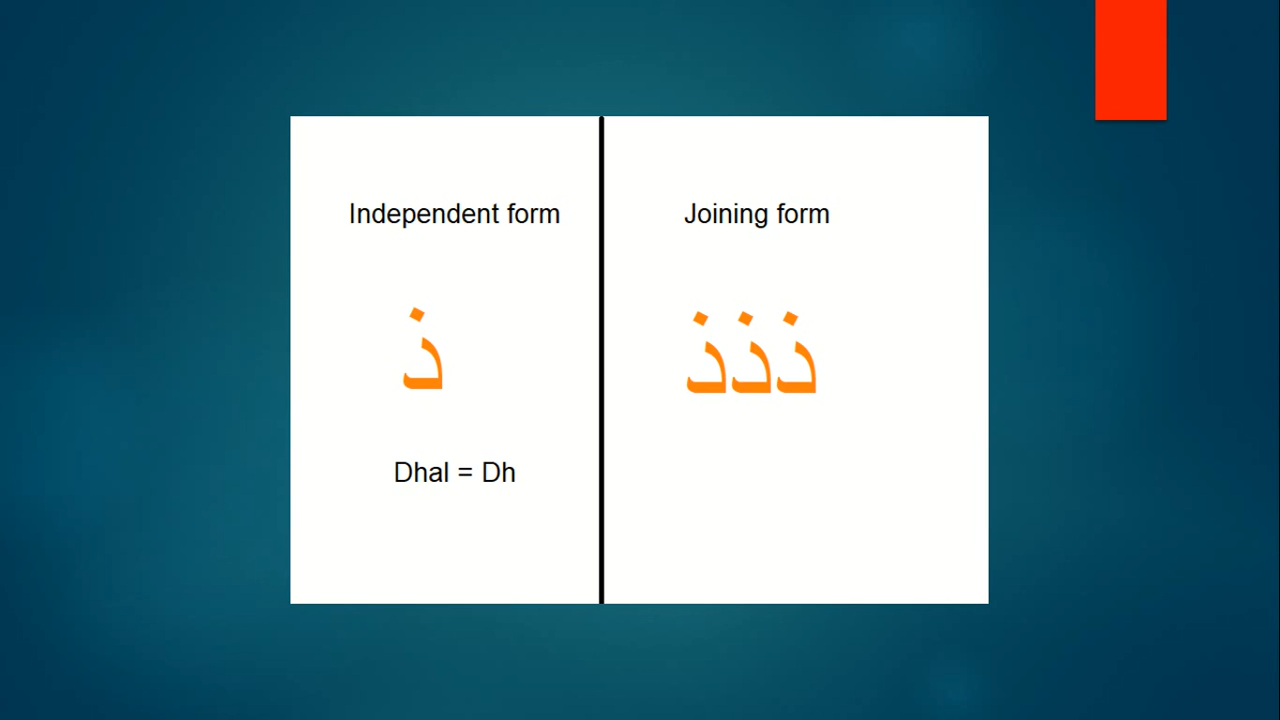 Independent form
ذ
Dhal = Dh
Joining form
ذذذ